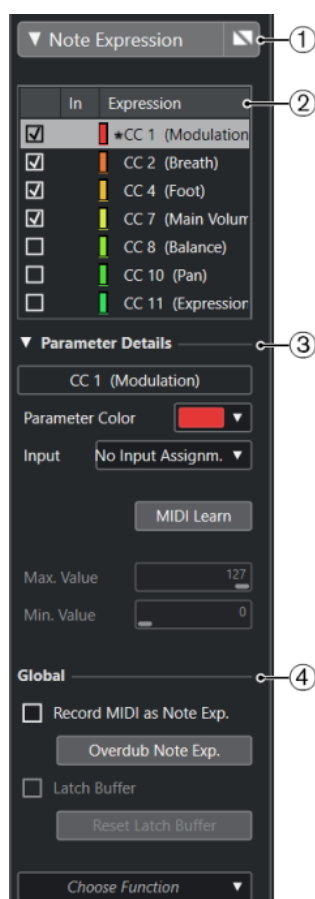 Note Expression
①
In Expression
②
★CC 1 (Modulation
CC 2 (Breath)
CC 4 (Foot)
CC 7 (Main Volum
CC 8 (Balance)
CC 10 (Pan)
CC 11 (Expression
Parameter Details
③
CC 1 (Modulation)
Parameter Color
Input No Input Assignm.
MIDI Learn
Max. Value 127
Min. Value 0
Global
④
Record MIDI as Note Exp.
Overdub Note Exp.
Latch Buffer
Reset Latch Buffer
Choose Function